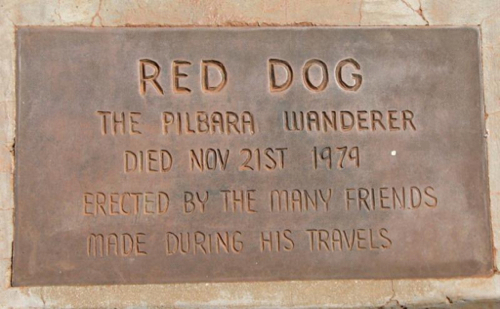 RED DOG
THE PILBARA WANDERER
DIED NOV 21ST 1979
ERECTED BY THE MANY FRIENDS
MADE DURING HIS TRAVELS